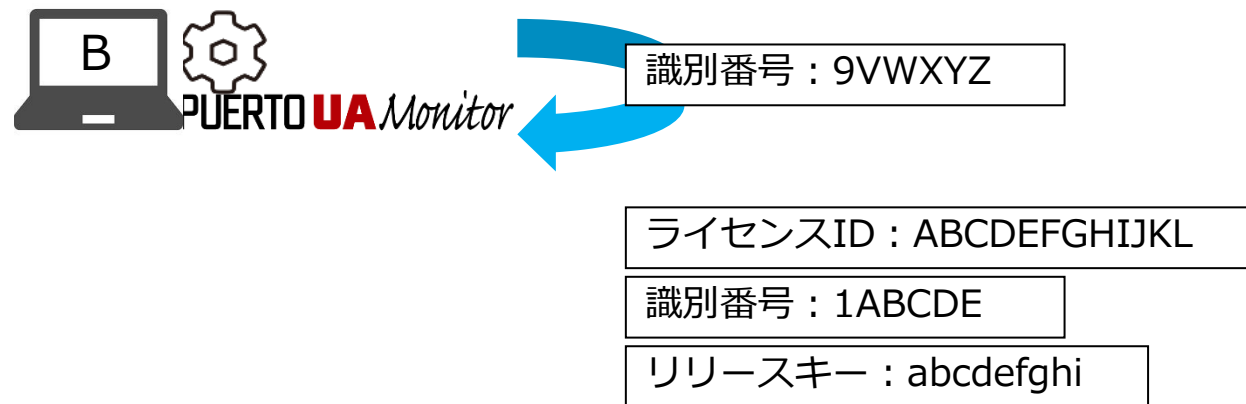 B
PUERTO UA Monitor
識別番号：9VWXYZ
ライセンスID：ABCDEFGHIJKL
識別番号：1ABCDE
リリースキー：abcdefghi